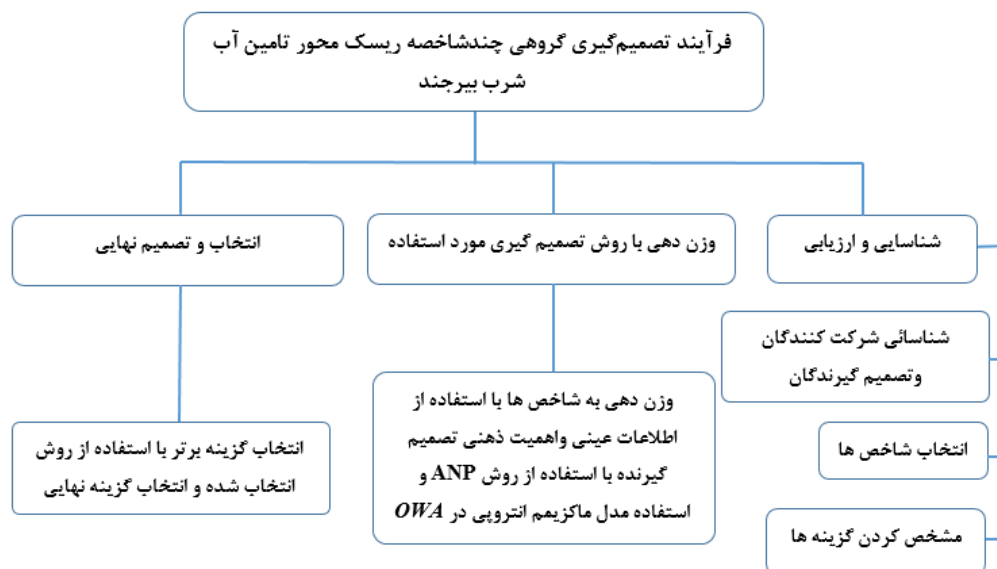 فرآیند تصمیم‌گیری گروهی چندشاخصه ریسک محور تامین آب
شرب بیرجند
شناسایی و ارزیابی
وزن دهی با روش تصمیم گیری مورد استفاده
انتخاب و تصمیم نهایی
شناسائی شرکت کنندگان
وتصمیم گیرندگان
انتخاب شاخص ها
مشخص کردن گزینه ها
وزن دهی به شاخص ها با استفاده از
اطلاعات عینی واهمیت ذهنی تصمیم
گیرنده با استفاده از روش ANP و
استفاده مدل ماکزیمم انتروپی در OWA
انتخاب گزینه برتر با استفاده از روش
انتخاب شده و انتخاب گزینه نهایی